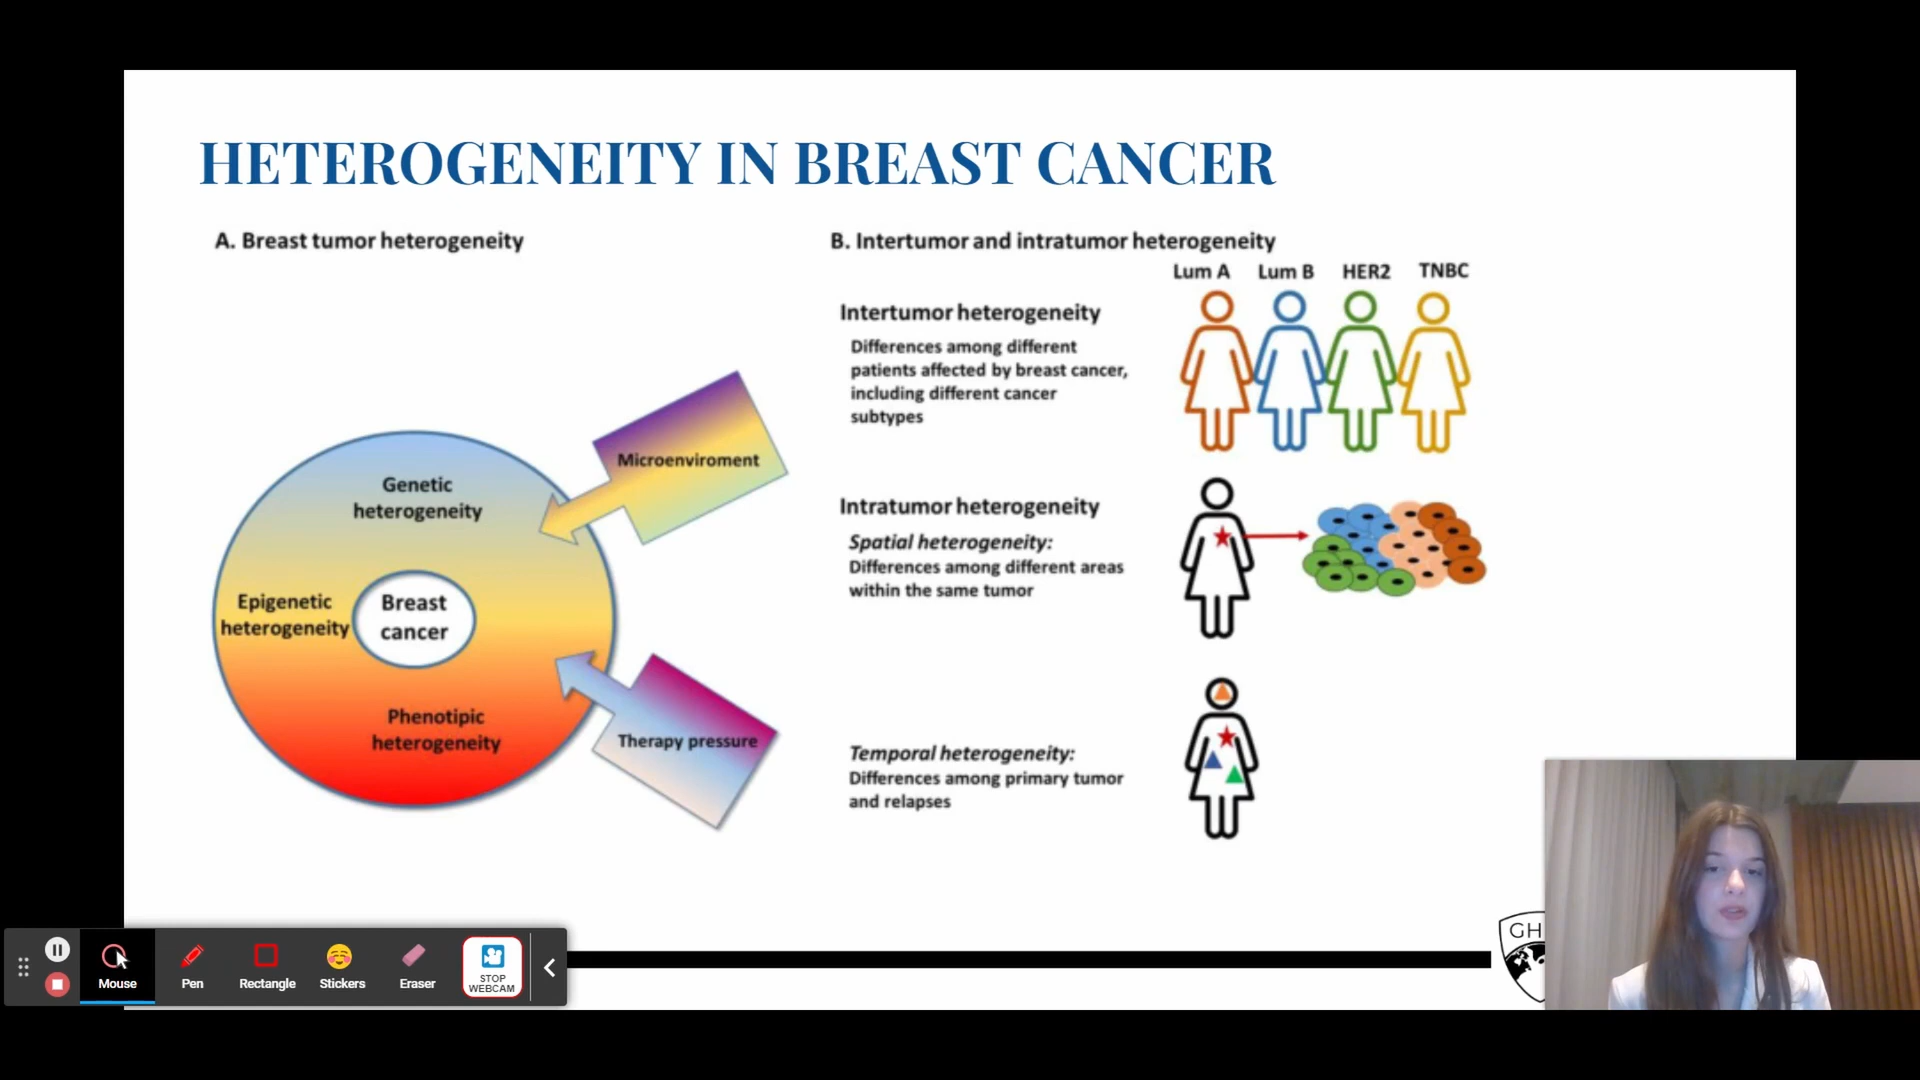 HETEROGENEITY IN BREAST CANCER
A. Breast tumor heterogeneity
Microenviroment
Genetic
heterogeneity
Epigenetic
heterogeneity
Breast
cancer
Phenotipic
heterogeneity
Therapy pressure
B. Intertumor and intratumor heterogeneity
Lum A Lum B HER2 TNBC
Intertumor heterogeneity
Differences among different
patients affected by breast cancer,
including different cancer
subtypes
Intratumor heterogeneity
Spatial heterogeneity:
Differences among different areas
within the same tumor
Temporal heterogeneity:
Differences among primary tumor
and relapses
GH
Mouse
Pen
Rectangle
Stickers
Eraser
STOP
WEBCAM